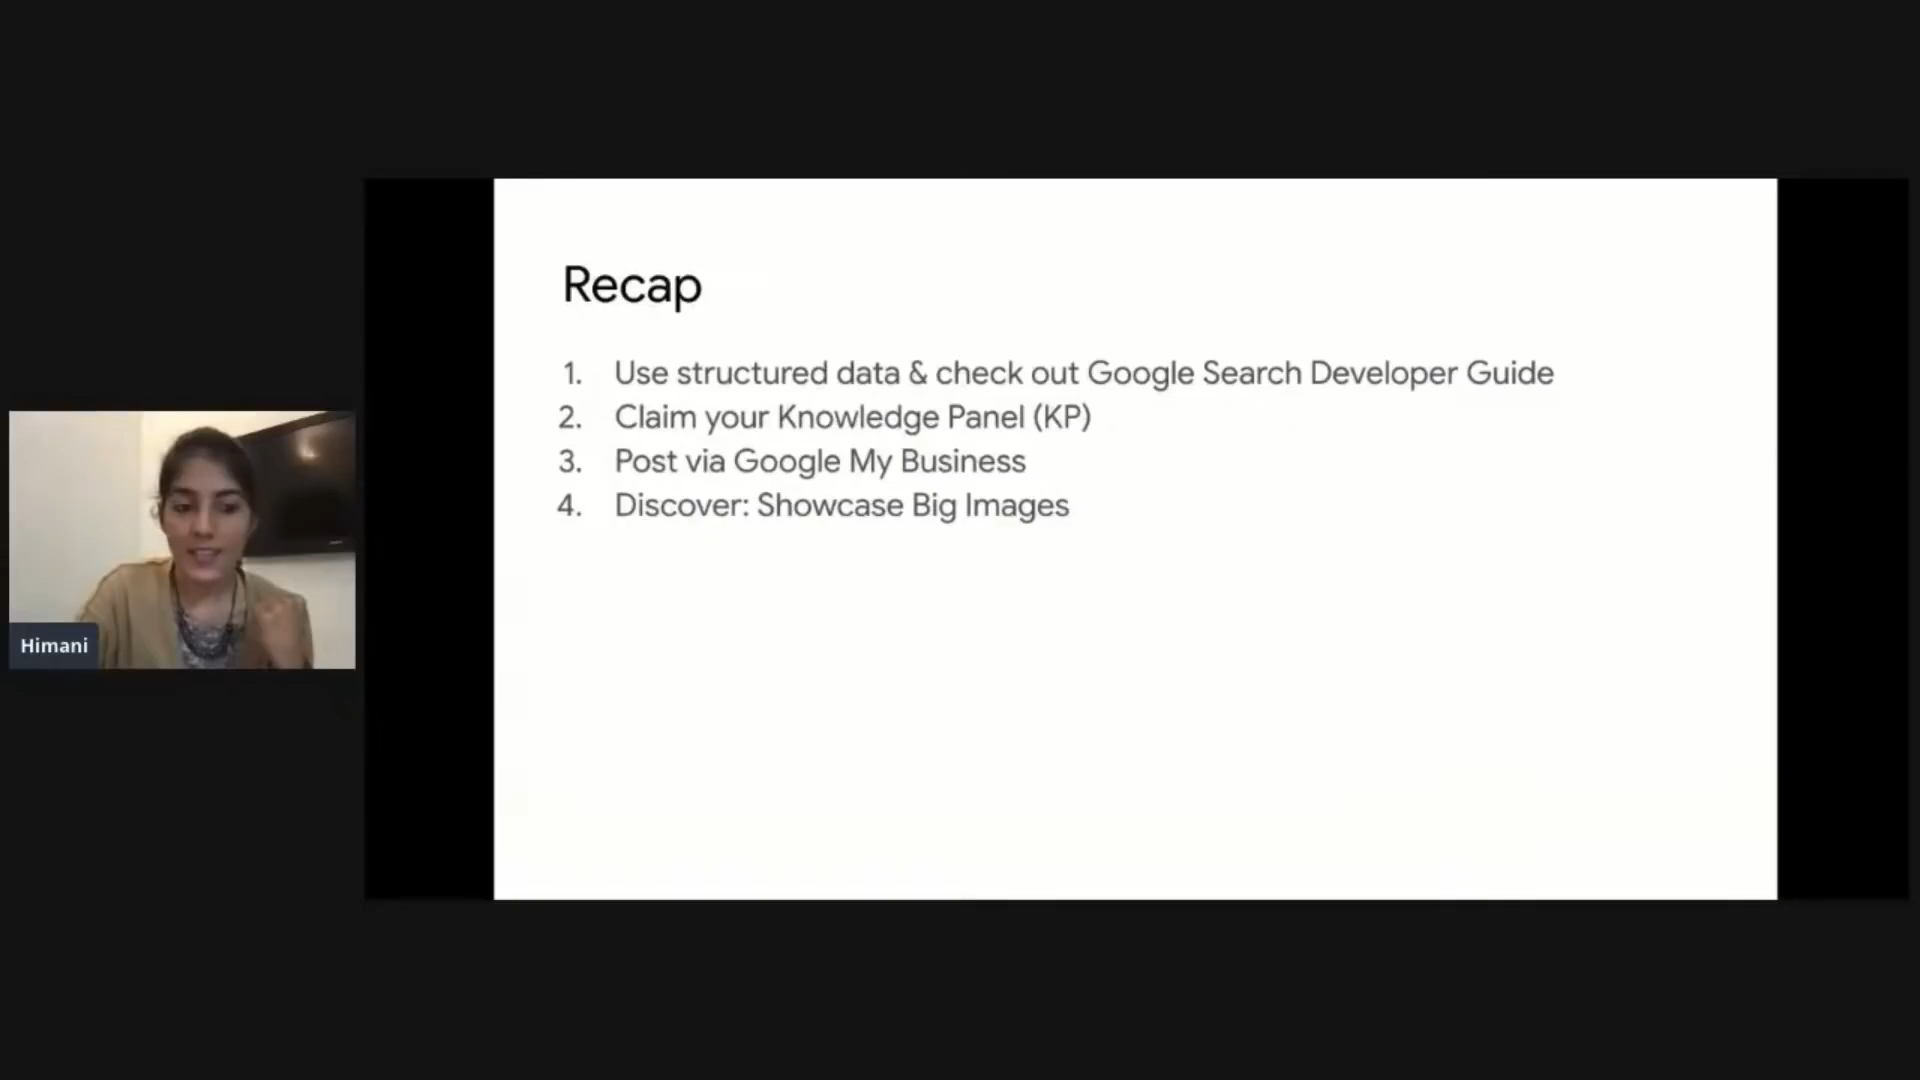 Recap
1. Use structured data & check out Google Search Developer Guide
2. Claim your Knowledge Panel (KP)
3. Post via Google My Business
4. Discover: Showcase Big Images
Himani